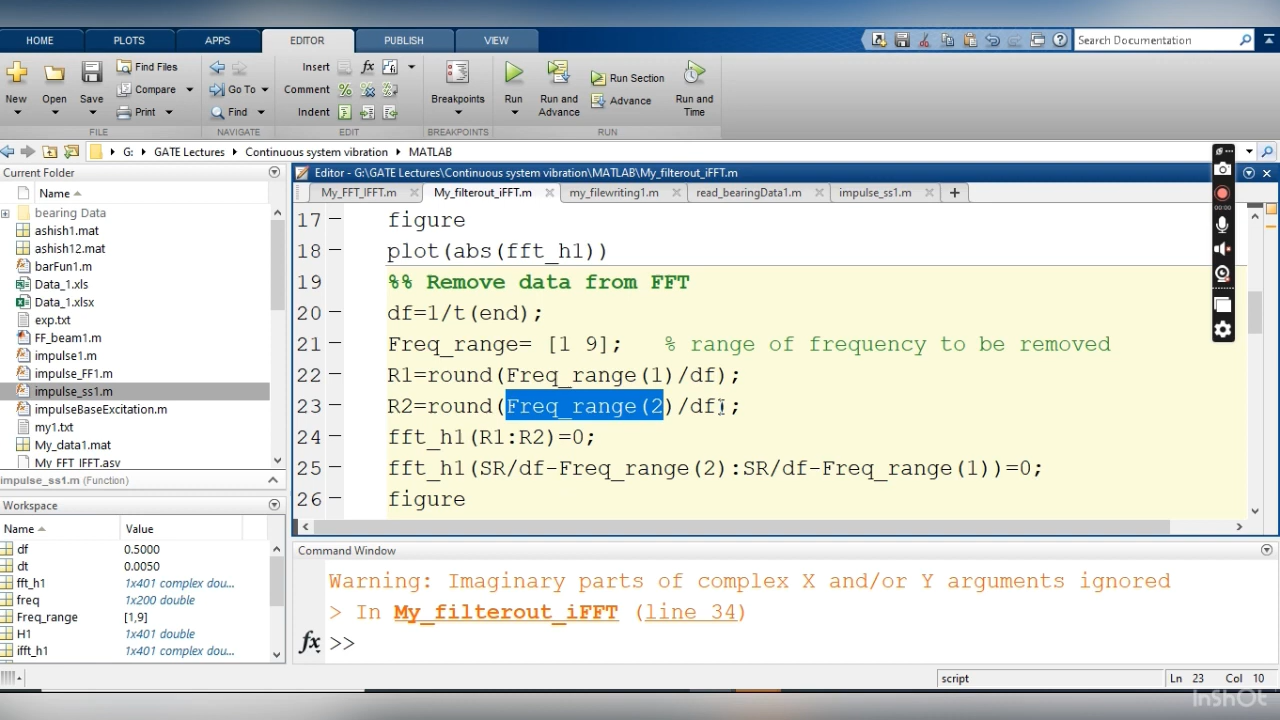 HOME PLOTS APPS EDITOR PUBLISH VIEW
Search Documentation
New Open Save Find Files Compare Print
Go To Find
Insert fx Comment % Indent
Breakpoints
Run Run and Advance Run Section Advance Run and Time
FILE NAVIGATE EDIT BREAKPOINTS RUN
G: GATE Lectures Continuous system vibration MATLAB
Current Folder
Name
bearing Data
ashish1.mat
ashish12.mat
barFun1.m
Data_1.xls
Data_1.xlsx
exp.txt
FF_beam1.m
impulse1.m
impulse_FF1.m
impulse_ss1.m
impulseBaseExcitation.m
my1.txt
My_data1.mat
My_FFT_IFFT.asv
impulse_ss1.m (Function)
Workspace
Name Value
df 0.5000
dt 0.0050
fft_h1 1x401 complex dou...
freq 1x200 double
Freq_range [1,9]
H1 1x401 double
ifft_h1 1x401 complex dou...
Editor - G:\GATE Lectures\Continuous system vibration\MATLAB\My_filterout_iFFT.m
My_FFT_IFFT.m My_filterout_iFFT.m my_filewriting1.m read_bearingData1.m impulse_ss1.m
17 figure
18 plot(abs(fft_h1))
19 %% Remove data from FFT
20 df=1/t(end);
21 Freq_range= [1 9]; % range of frequency to be removed
22 R1=round(Freq_range(1)/df);
23 R2=round(Freq_range(2)/df);
24 fft_h1(R1:R2)=0;
25 fft_h1(SR/df-Freq_range(2):SR/df-Freq_range(1))=0;
26 figure
00:00
Command Window
Warning: Imaginary parts of complex X and/or Y arguments ignored
> In My_filterout_iFFT (line 34)
fx >>
script Ln 23 Col 10
InShOt